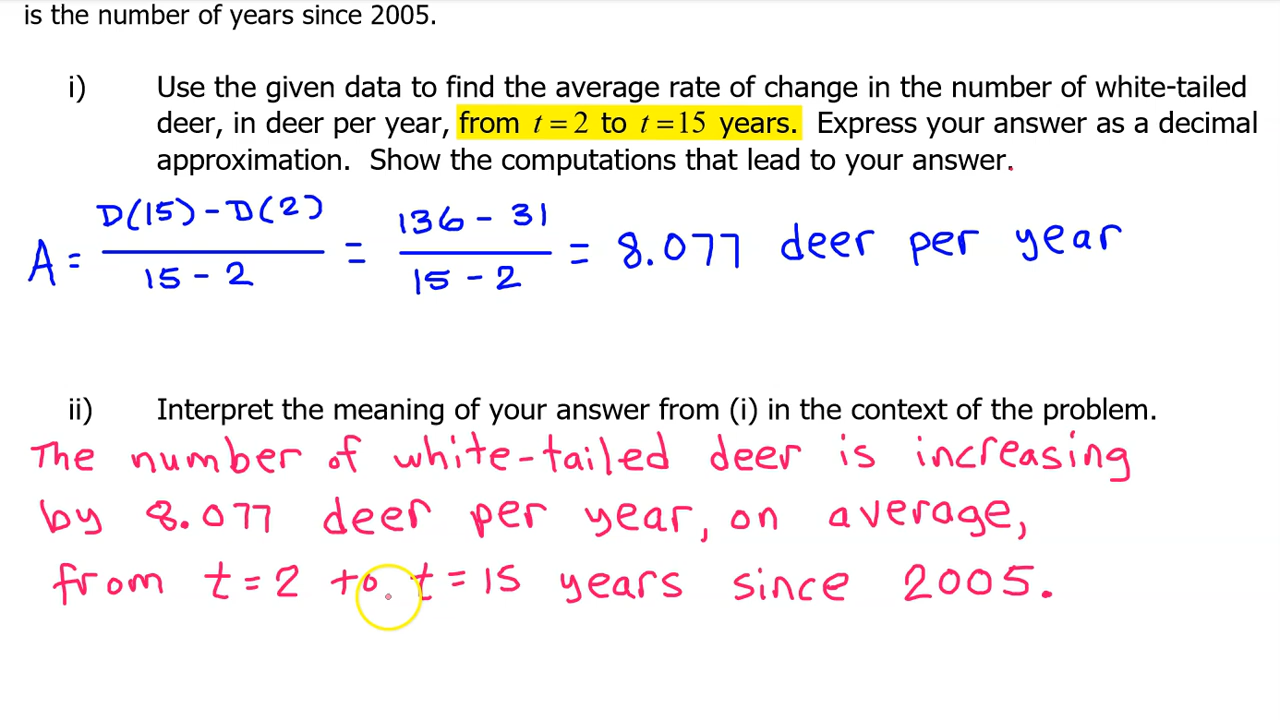 is the number of years since 2005.
i) Use the given data to find the average rate of change in the number of white-tailed
deer, in deer per year, from t = 2 to t = 15 years. Express your answer as a decimal
approximation. Show the computations that lead to your answer.
D(15) - D(2)
136 - 31
A = = = 8.077 deer per year
15 - 2
15 - 2
ii) Interpret the meaning of your answer from (i) in the context of the problem.
The number of white-tailed deer is increasing
by 8.077 deer per year, on average,
from t = 2 to t = 15 years since 2005.